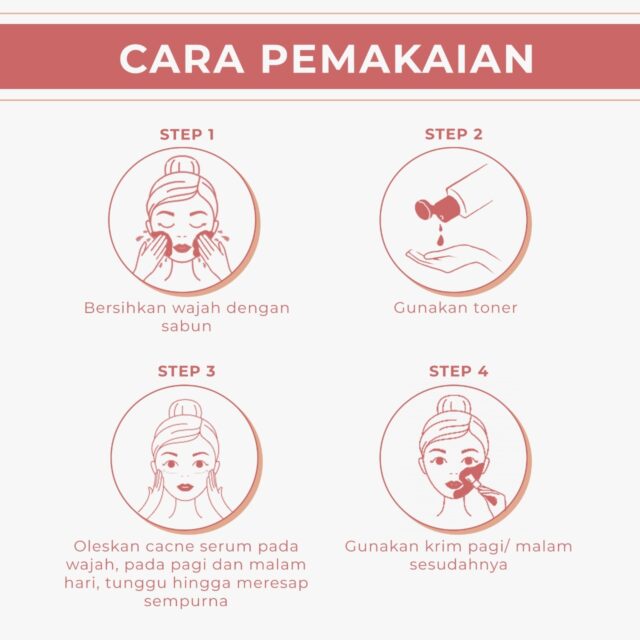 CARA PEMAKAIAN
STEP 1
Bersihkan wajah dengan
sabun
STEP 2
Gunakan toner
STEP 3
Oleskan cacne serum pada
wajah, pada pagi dan malam
hari, tunggu hingga meresap
sempurna
STEP 4
Gunakan krim pagi/ malam
sesudahnya